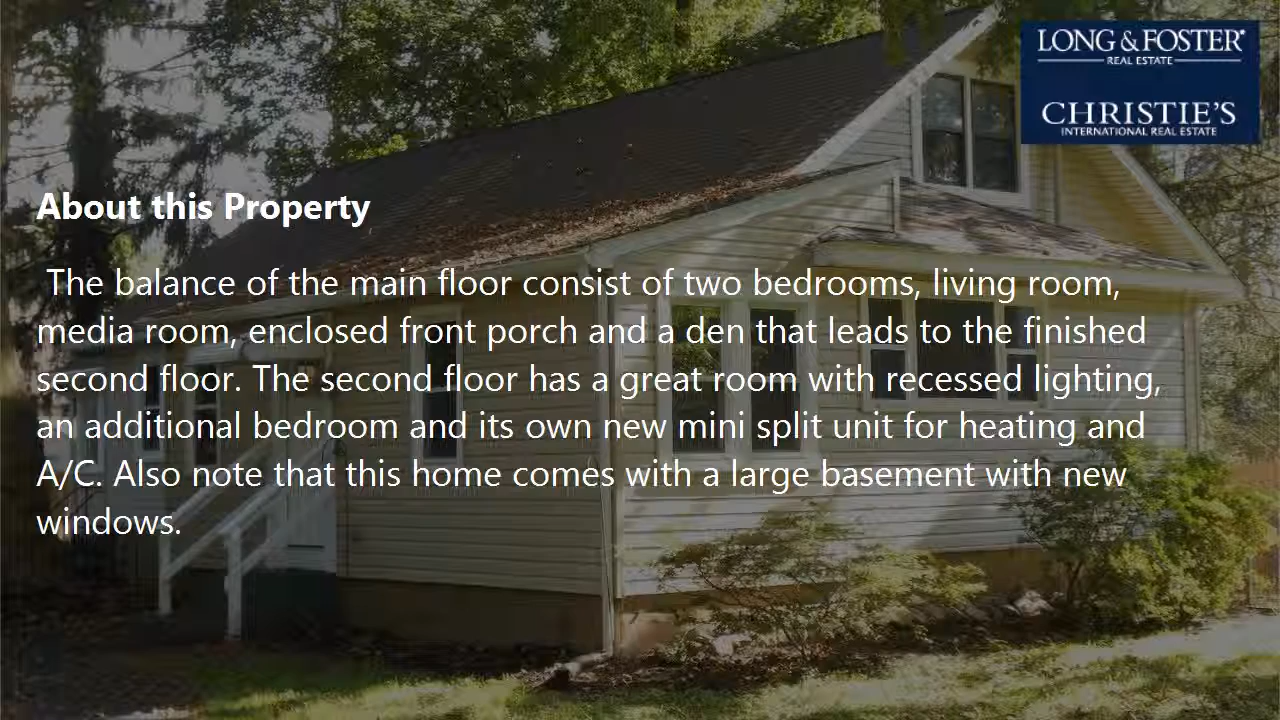 LONG & FOSTER®
REAL ESTATE
CHRISTIE'S
INTERNATIONAL REAL ESTATE
About this Property
The balance of the main floor consist of two bedrooms, living room,
media room, enclosed front porch and a den that leads to the finished
second floor. The second floor has a great room with recessed lighting,
an additional bedroom and its own new mini split unit for heating and
A/C. Also note that this home comes with a large basement with new
windows.